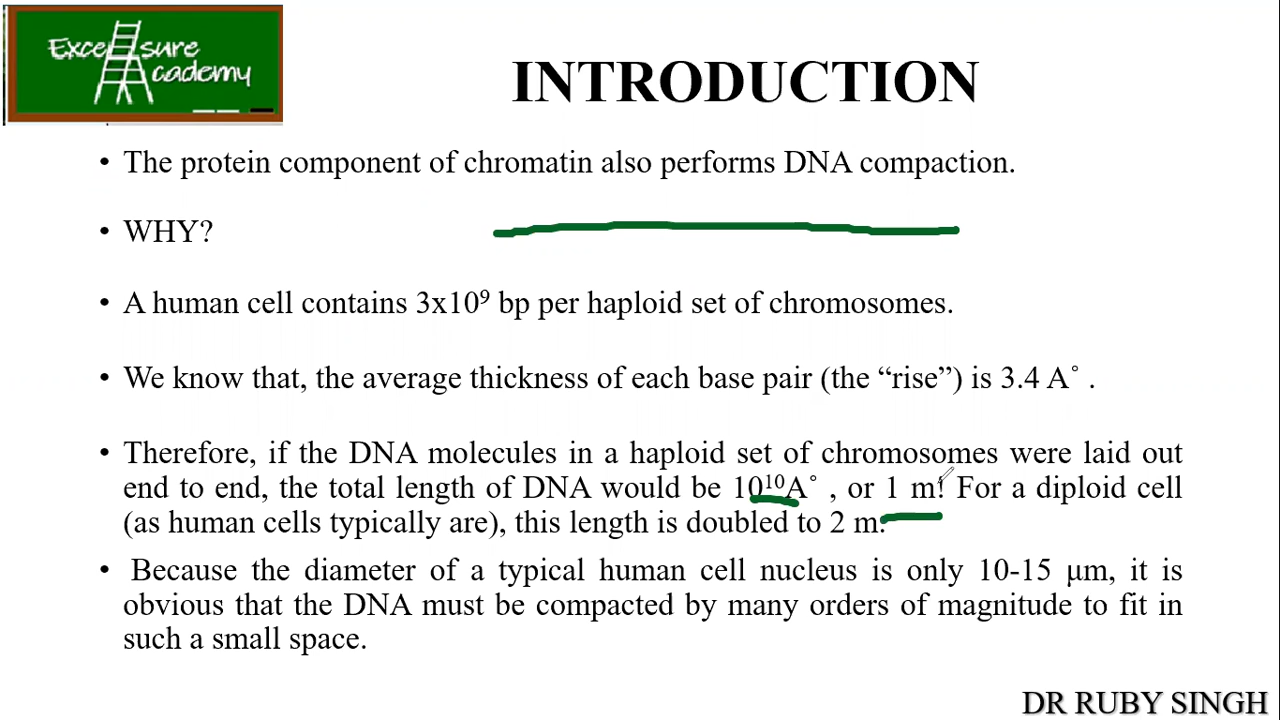 Excel sure
Academy
INTRODUCTION
• The protein component of chromatin also performs DNA compaction.
• WHY?
• A human cell contains 3x10⁹ bp per haploid set of chromosomes.
• We know that, the average thickness of each base pair (the “rise”) is 3.4 A˚ .
• Therefore, if the DNA molecules in a haploid set of chromosomes were laid out
end to end, the total length of DNA would be 10¹⁰A˚ , or 1 m! For a diploid cell
(as human cells typically are), this length is doubled to 2 m.
• Because the diameter of a typical human cell nucleus is only 10-15 μm, it is
obvious that the DNA must be compacted by many orders of magnitude to fit in
such a small space.
DR RUBY SINGH